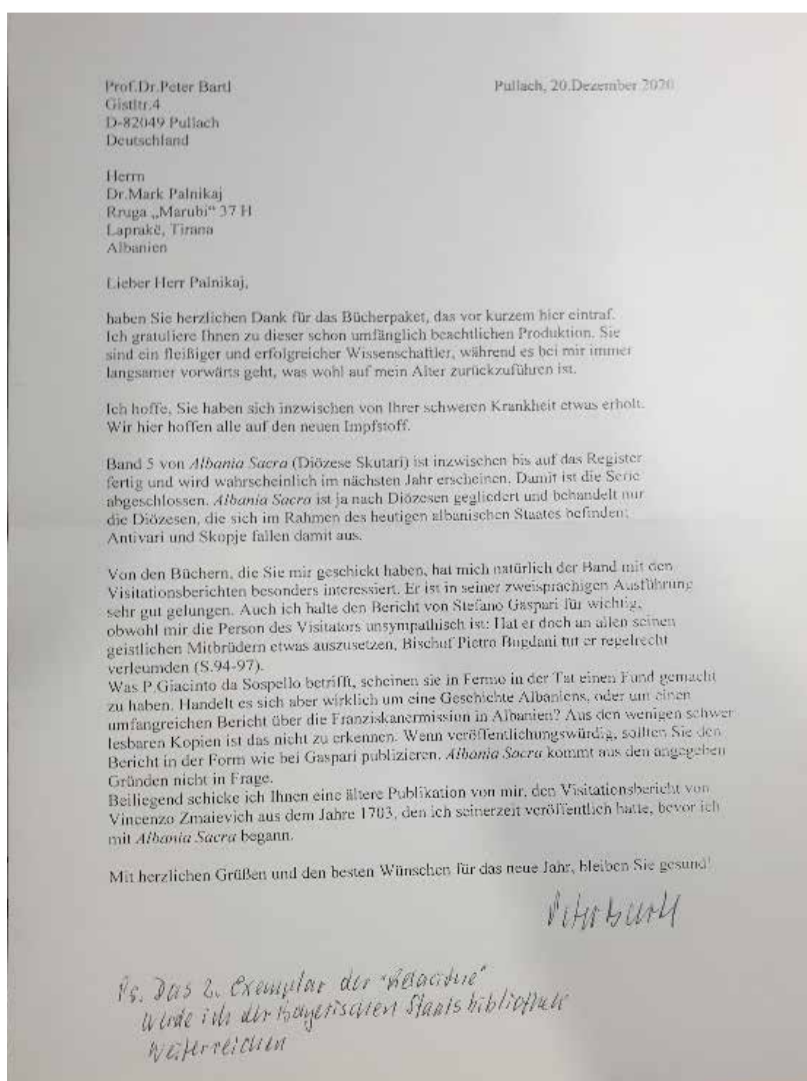 Prof.Dr.Peter Bartl
Pullach, 20.Dezember 2020
Gistlstr.4
D-82049 Pullach
Deutschland
Herrn
Dr.Mark Palnikaj
Rruga „Marubi“ 37 H
Laprakë, Tirana
Albanien
Lieber Herr Palnikaj,
haben Sie herzlichen Dank für das Bücherpaket, das vor kurzem hier eintraf.
Ich gratuliere Ihnen zu dieser schon umfänglich beachtlichen Produktion. Sie
sind ein fleißiger und erfolgreicher Wissenschaftler, während es bei mir immer
langsamer vorwärts geht, was wohl auf mein Alter zurückzuführen ist.
Ich hoffe, Sie haben sich inzwischen von Ihrer schweren Krankheit etwas erholt.
Wir hier hoffen alle auf den neuen Impfstoff.
Band 5 von Albania Sacra (Diözese Skutari) ist inzwischen bis auf das Register
fertig und wird wahrscheinlich im nächsten Jahr erscheinen. Damit ist die Serie
abgeschlossen. Albania Sacra ist ja nach Diözesen gegliedert und behandelt nur
die Diözesen, die sich im Rahmen des heutigen albanischen Staates befinden;
Antivari und Skopje fallen damit aus.
Von den Büchern, die Sie mir geschickt haben, hat mich natürlich der Band mit den
Visitationsberichten besonders interessiert. Er ist in seiner zweisprachigen Ausführung
sehr gut gelungen. Auch ich halte den Bericht von Stefano Gaspari für wichtig,
obwohl mir die Person des Visitators unsympathisch ist: Hat er doch an allen seinen
geistlichen Mitbrüdern etwas auszusetzen, Bischof Pietro Bogdani tut er regelrecht
verleumden (S.94-97).
Was P.Giacinto da Sospello betrifft, scheinen sie in Fermo in der Tat einen Fund gemacht
zu haben. Handelt es sich aber wirklich um eine Geschichte Albaniens, oder um einen
umfangreichen Bericht über die Franziskanermission in Albanien? Aus den wenigen schwer
lesbaren Kopien ist das nicht zu erkennen. Wenn veröffentlichungswürdig, sollten Sie den
Bericht in der Form wie bei Gaspari publizieren. Albania Sacra kommt aus den angegeben
Gründen nicht in Frage.
Beiliegend schicke ich Ihnen eine ältere Publikation von mir, den Visitationsbericht von
Vincenzo Zmaievich aus dem Jahre 1703, den ich seinerzeit veröffentlich hatte, bevor ich
mit Albania Sacra begann.
Mit herzlichen Grüßen und den besten Wünschen für das neue Jahr, bleiben Sie gesund!
Peter Bartl
Ps. Das 2. Exemplar der
werde ich der Bayerischen Staatsbibliothek
weiterreichen